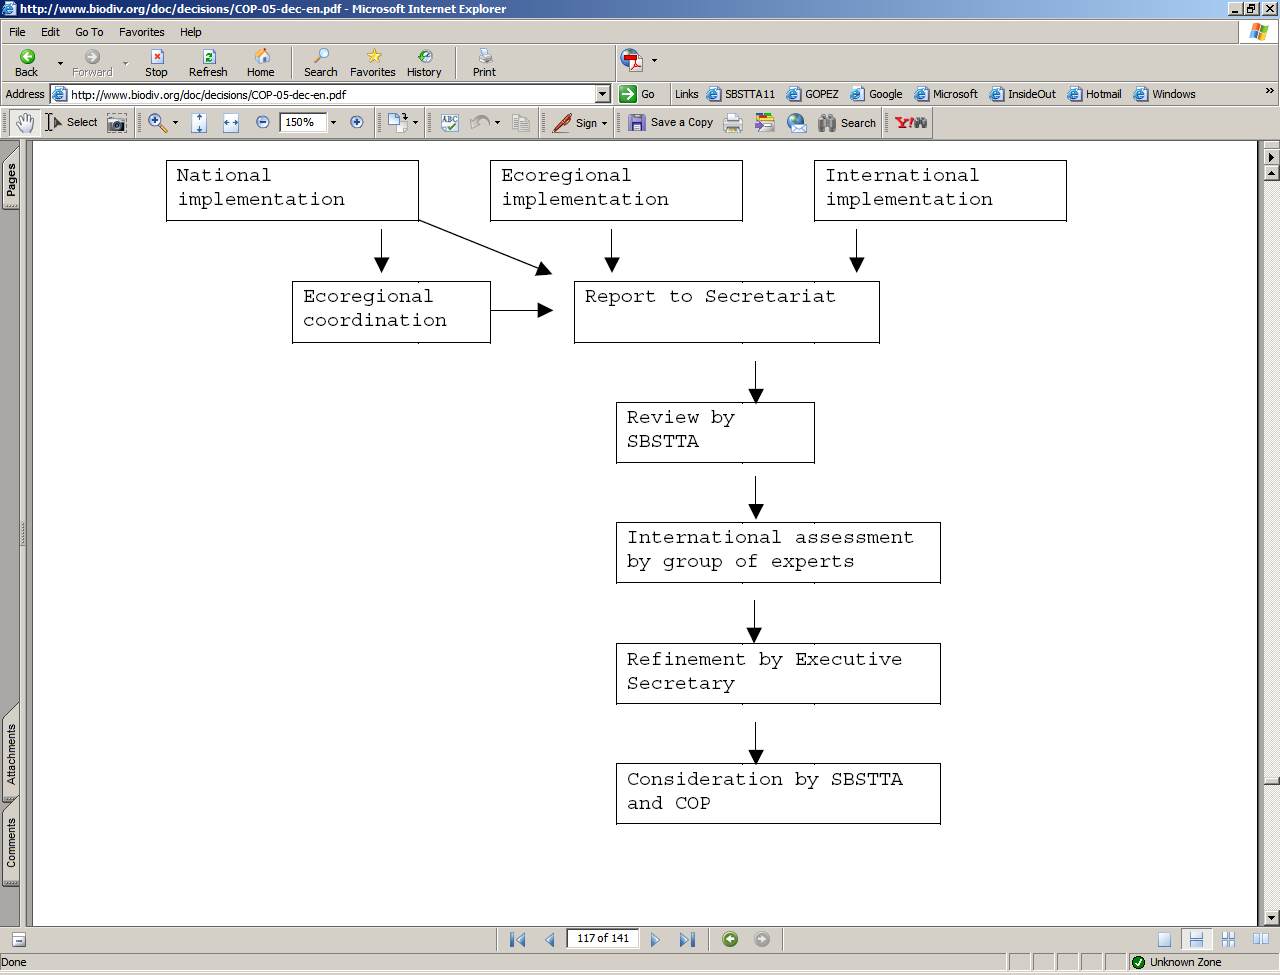 http://www.biodiv.org/doc/decisions/COP-05-dec-en.pdf - Microsoft Internet Explorer
File Edit Go To Favorites Help
Back Forward Stop Refresh Home Search Favorites History Print
Address http://www.biodiv.org/doc/decisions/COP-05-dec-en.pdf Go Links SBSTTA11 GOPEZ Google Microsoft InsideOut Hotmail Windows »
Select 150% ABC Sign Save a Copy Search Y!
Pages
National
implementation
Ecoregional
implementation
International
implementation
Ecoregional
coordination
Report to Secretariat
Review by
SBSTTA
International assessment
by group of experts
Refinement by Executive
Secretary
Consideration by SBSTTA
and COP
Attachments
Comments
117 of 141
Done Unknown Zone